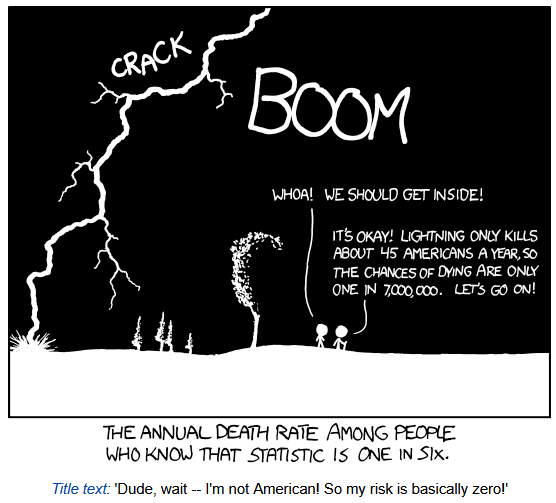 CRACK
BOOM
WHOA! WE SHOULD GET INSIDE!
IT'S OKAY! LIGHTNING ONLY KILLS
ABOUT 45 AMERICANS A YEAR, SO
THE CHANCES OF DYING ARE ONLY
ONE IN 7,000,000. LET'S GO ON!
THE ANNUAL DEATH RATE AMONG PEOPLE
WHO KNOW THAT STATISTIC IS ONE IN SIX.
Title text: 'Dude, wait -- I'm not American! So my risk is basically zero!'